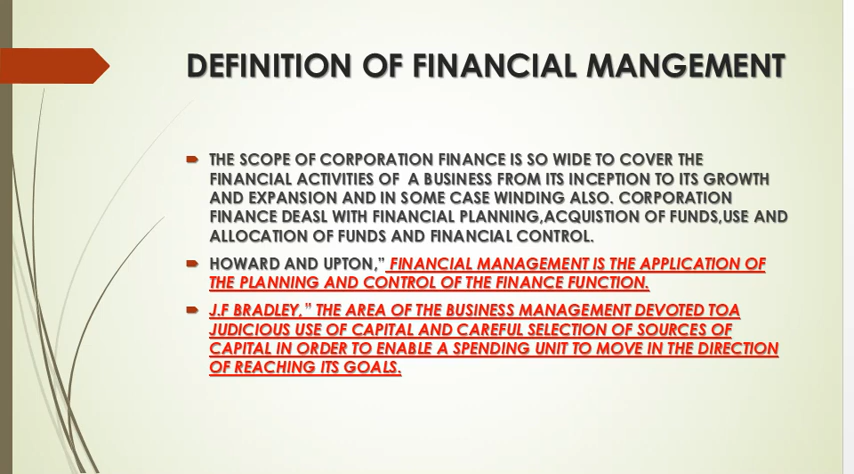 DEFINITION OF FINANCIAL MANGEMENT
THE SCOPE OF CORPORATION FINANCE IS SO WIDE TO COVER THE
FINANCIAL ACTIVITIES OF A BUSINESS FROM ITS INCEPTION TO ITS GROWTH
AND EXPANSION AND IN SOME CASE WINDING ALSO. CORPORATION
FINANCE DEASL WITH FINANCIAL PLANNING,ACQUISTION OF FUNDS,USE AND
ALLOCATION OF FUNDS AND FINANCIAL CONTROL.
HOWARD AND UPTON,” FINANCIAL MANAGEMENT IS THE APPLICATION OF
THE PLANNING AND CONTROL OF THE FINANCE FUNCTION.
J.F BRADLEY,” THE AREA OF THE BUSINESS MANAGEMENT DEVOTED TOA
JUDICIOUS USE OF CAPITAL AND CAREFUL SELECTION OF SOURCES OF
CAPITAL IN ORDER TO ENABLE A SPENDING UNIT TO MOVE IN THE DIRECTION
OF REACHING ITS GOALS.